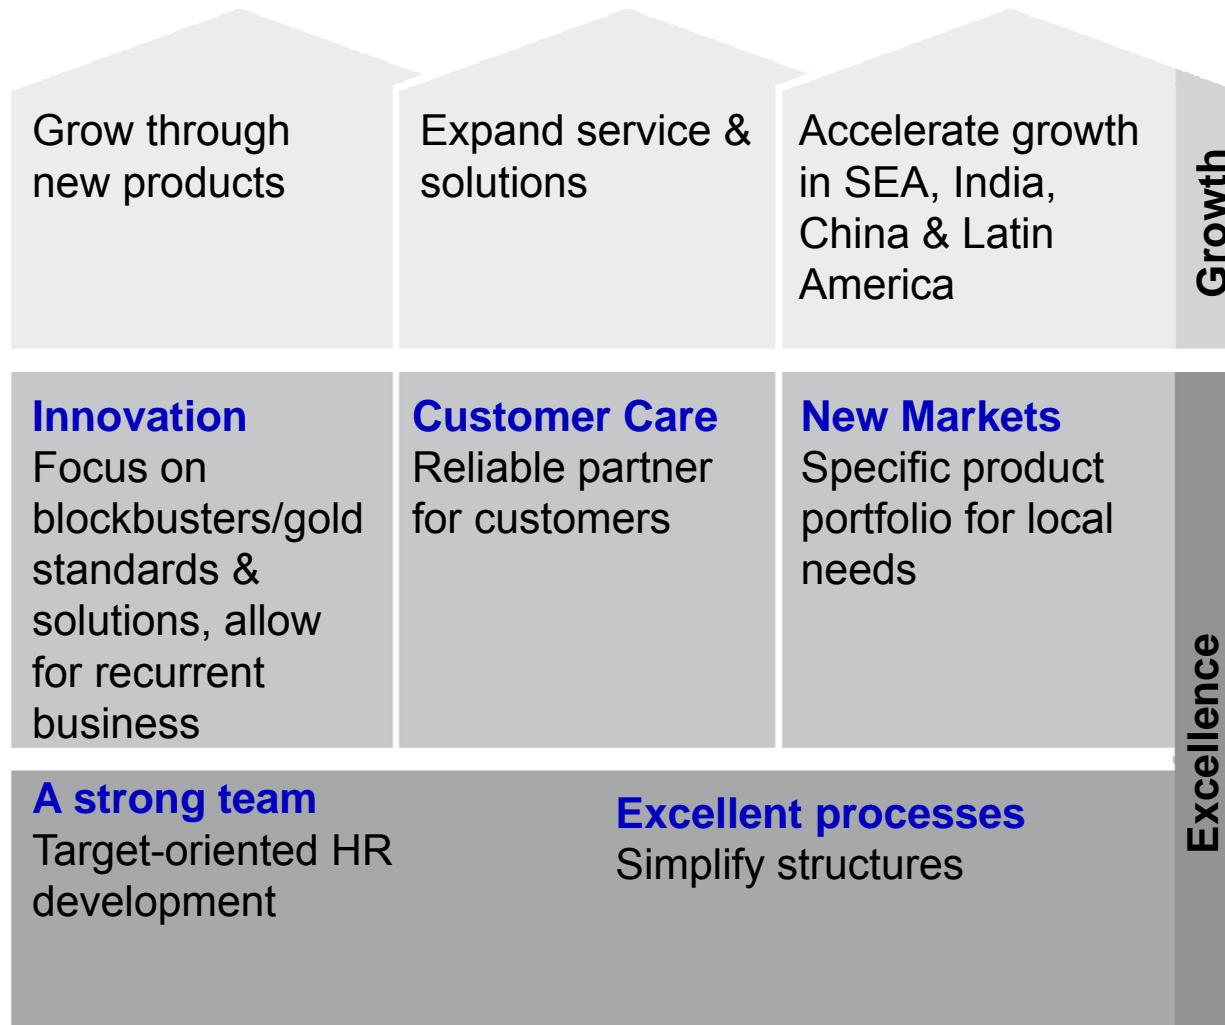 Grow through
new products
Expand service &
solutions
Accelerate growth
in SEA, India,
China & Latin
America
Growth
Innovation
Focus on
blockbusters/gold
standards &
solutions, allow
for recurrent
business
Customer Care
Reliable partner
for customers
New Markets
Specific product
portfolio for local
needs
Excellence
A strong team
Target-oriented HR
development
Excellent processes
Simplify structures